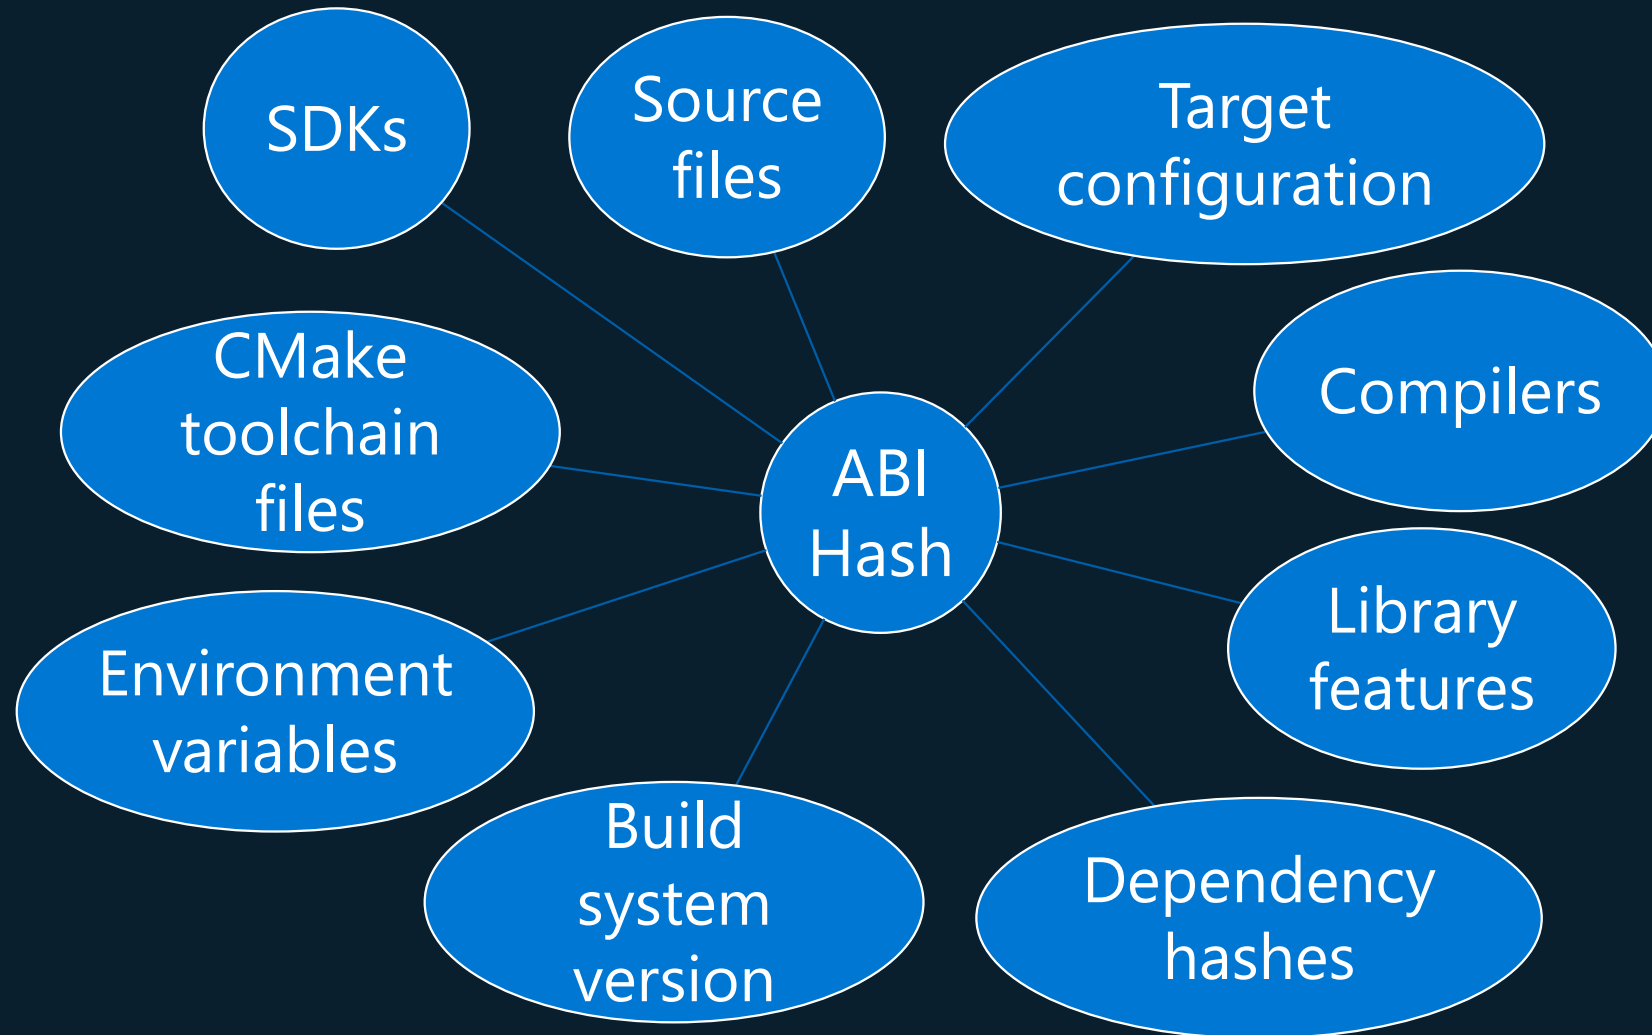 SDKs
Source
files
Target
configuration
CMake
toolchain
files
Compilers
ABI
Hash
Environment
variables
Library
features
Build
system
version
Dependency
hashes